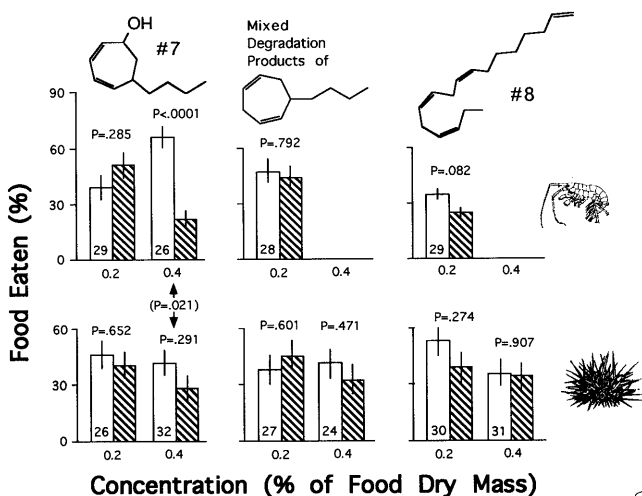 OH
#7
Mixed
Degradation
Products of
#8
Food Eaten (%)
90
60
30
0
P=.285
P<.0001
29
26
0.2
0.4
P=.792
28
0.2
0.4
P=.082
29
0.2
0.4
(P=.021)
60
30
0
P=.652
P=.291
26
32
0.2
0.4
P=.601
P=.471
27
24
0.2
0.4
P=.274
P=.907
30
31
0.2
0.4
Concentration (% of Food Dry Mass)